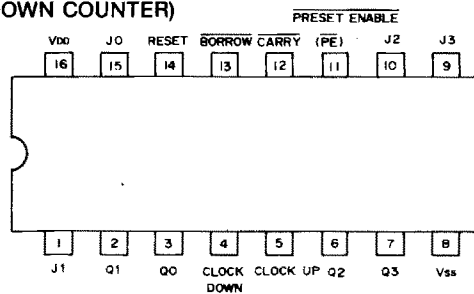 OWN COUNTER)
PRESET ENABLE
VDD J0 RESET BORROW CARRY (PE) J2 J3
16 15 14 13 12 11 10 9
1 2 3 4 5 6 7 8
J1 Q1 Q0 CLOCK DOWN CLOCK UP Q2 Q3 VSS